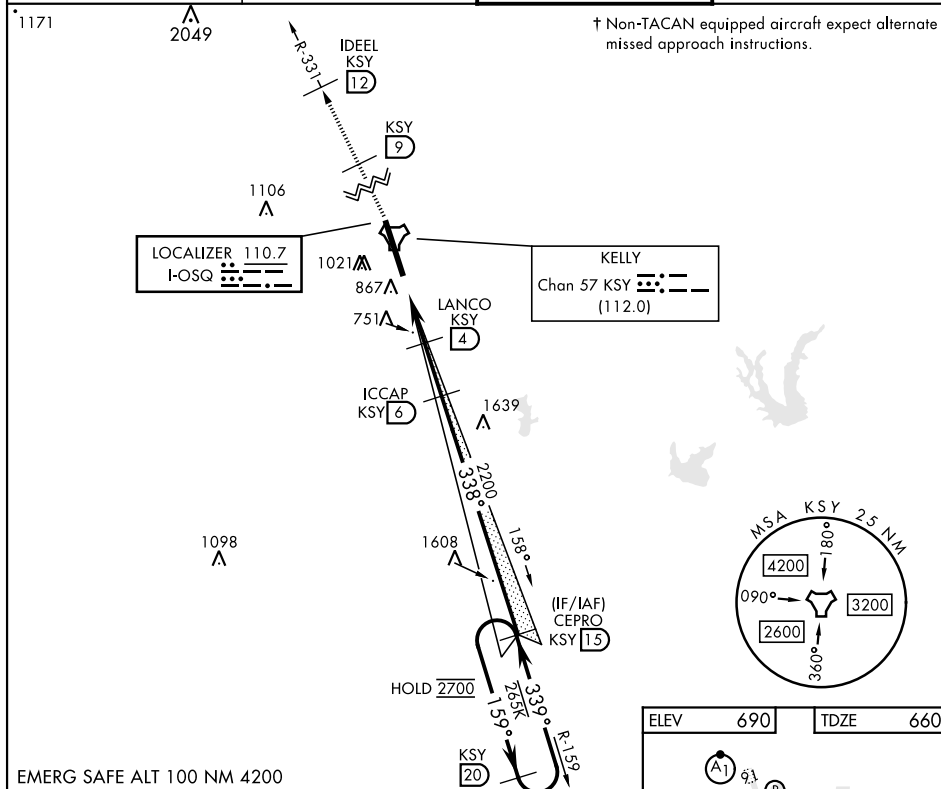 1171
2049
† Non-TACAN equipped aircraft expect alternate
missed approach instructions.
R-331
IDEEL
KSY
12
KSY
9
1106
LOCALIZER 110.7
I-OSQ
1021
867
751
KELLY
Chan 57 KSY
(112.0)
LANCO
KSY
4
ICCAP
KSY 6
1639
2200
338°
158°
1098
1608
(IF/IAF)
CEPRO
KSY 15
MSA KSY 25 NM
180°
4200
090°
3200
2600
360°
HOLD 2700
159°
265K
339°
R-159
KSY
20
ELEV 690
TDZE 660
A1
EMERG SAFE ALT 100 NM 4200